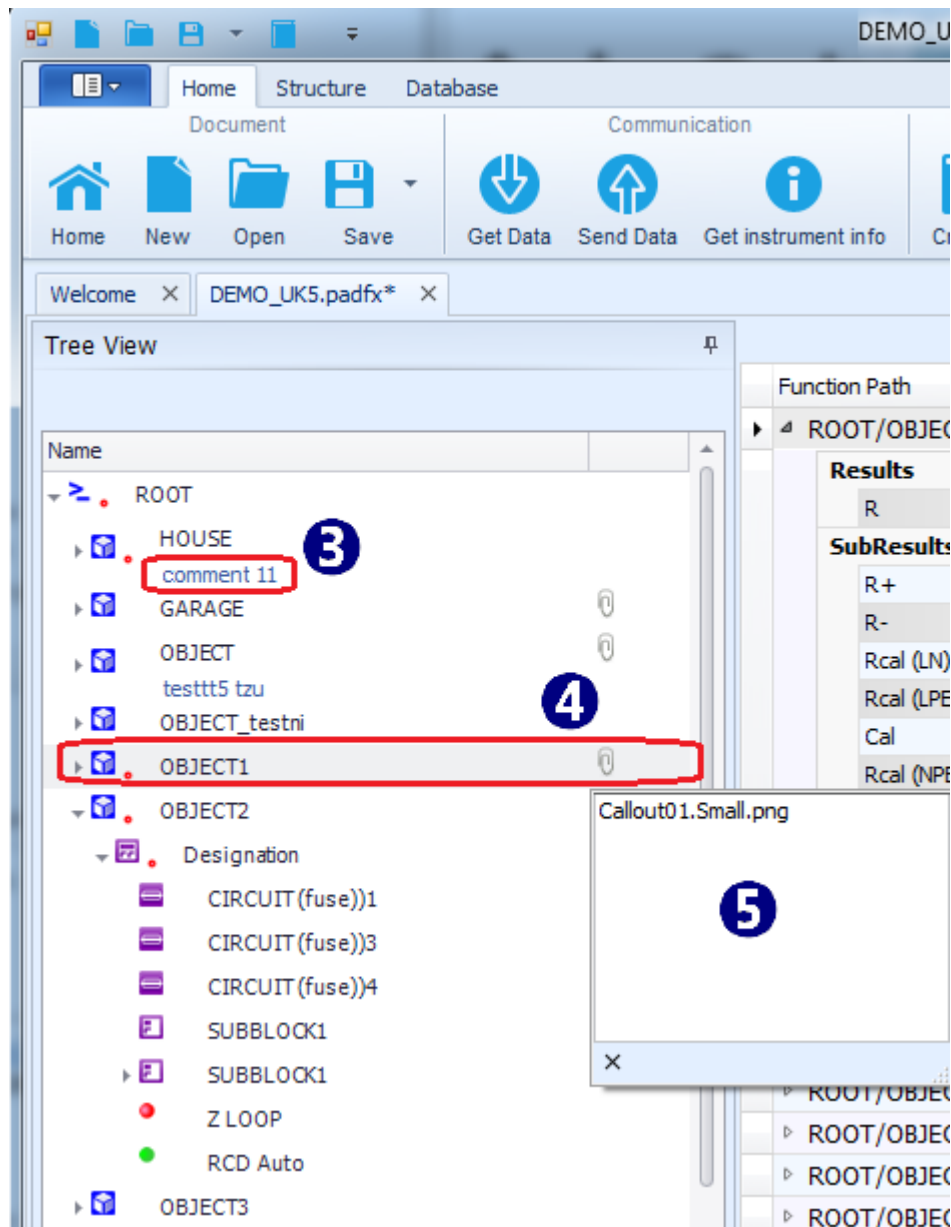 DEMO_U
Home Structure Database
Document Communication
Home New Open Save Get Data Send Data Get instrument info Cr
Welcome DEMO_UK5.padfx*
Tree View
Name
ROOT
HOUSE
comment 11
3
GARAGE
OBJECT
testtt5 tzu
4
OBJECT_testni
OBJECT1
OBJECT2
Designation
CIRCUIT(fuse))1
CIRCUIT(fuse))3
CIRCUIT(fuse))4
SUBBLOCK1
SUBBLOCK1
Z LOOP
RCD Auto
OBJECT3
Function Path
ROOT/OBJEC
Results
R
SubResults
R+
R-
Rcal (LN)
Rcal (LPE
Cal
Rcal (NPE
Callout01.Small.png
5
ROOT/OBJEC
ROOT/OBJEC
ROOT/OBJEC
ROOT/OBJEC